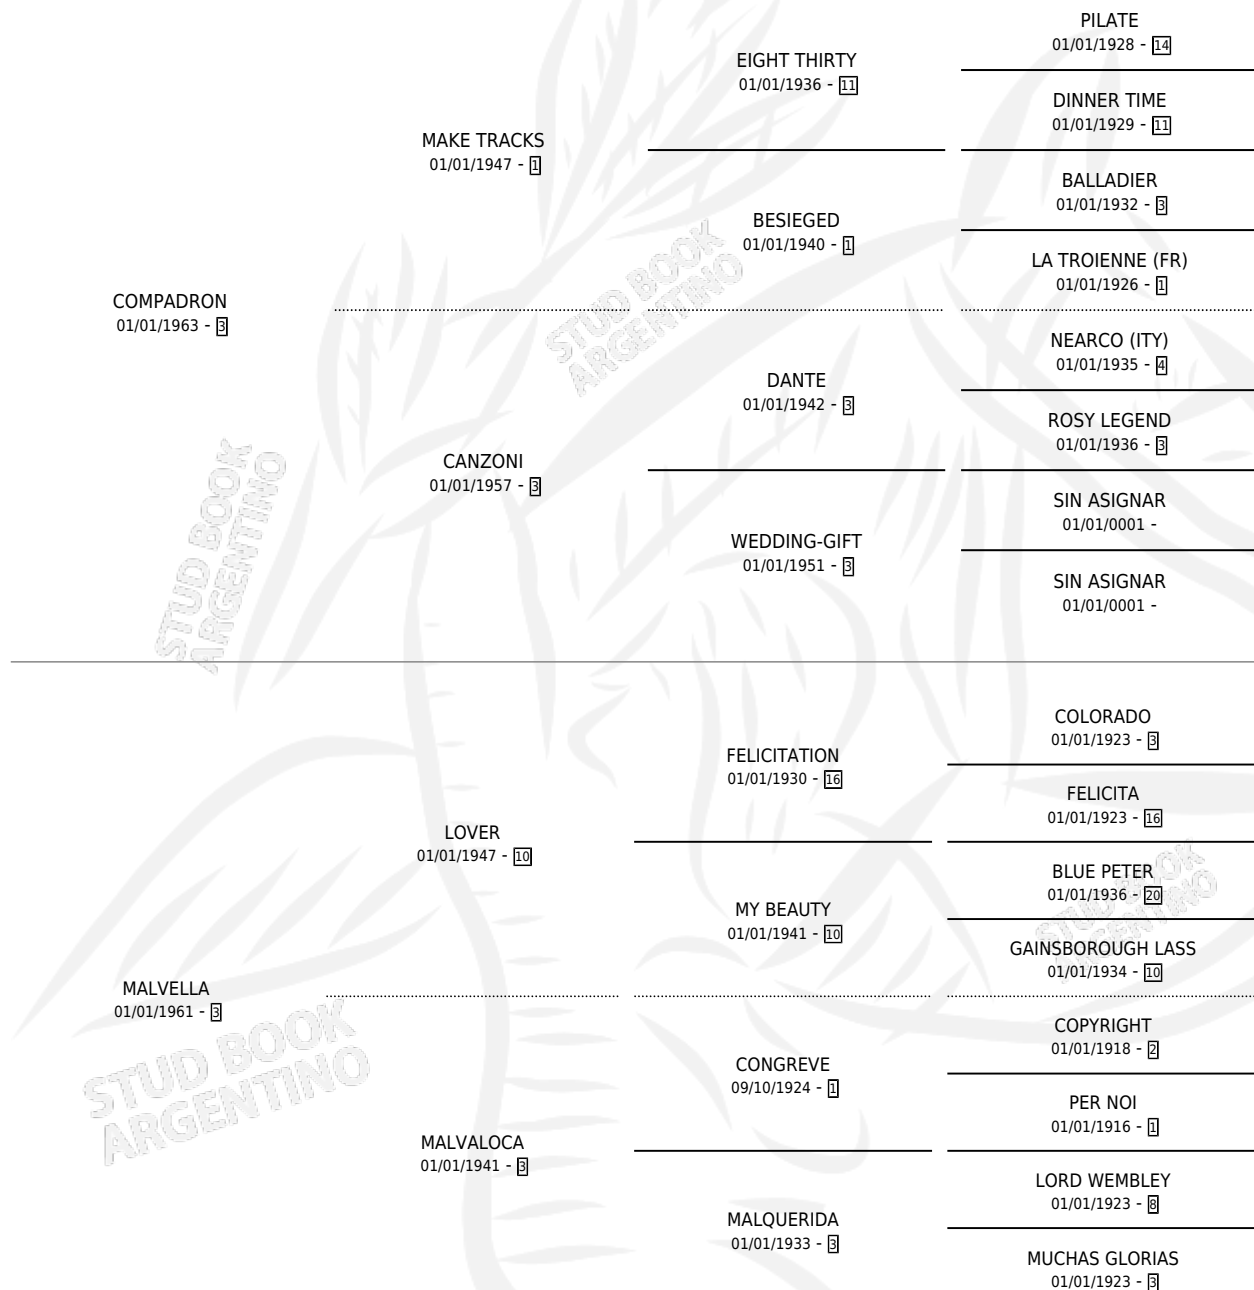 PILATE
01/01/1928 - 14
EIGHT THIRTY
01/01/1936 - 11
DINNER TIME
01/01/1929 - 11
MAKE TRACKS
01/01/1947 - 1
BALLADIER
01/01/1932 - 3
BESIEGED
01/01/1940 - 1
LA TROIENNE (FR)
01/01/1926 - 1
COMPADRON
01/01/1963 - 3
STUD BOOK
ARGENTINO
NEARCO (ITY)
01/01/1935 - 4
DANTE
01/01/1942 - 3
ROSY LEGEND
01/01/1936 - 3
CANZONI
01/01/1957 - 3
SIN ASIGNAR
01/01/0001 -
WEDDING-GIFT
01/01/1951 - 3
SIN ASIGNAR
01/01/0001 -
STUD BOOK
ARGENTINO
COLORADO
01/01/1923 - 3
FELICITATION
01/01/1930 - 16
FELICITA
01/01/1923 - 16
LOVER
01/01/1947 - 10
BLUE PETER
01/01/1936 - 20
MY BEAUTY
01/01/1941 - 10
GAINSBOROUGH LASS
01/01/1934 - 10
STUD BOOK
ARGENTINO
MALVELLA
01/01/1961 - 3
STUD BOOK
ARGENTINO
COPYRIGHT
01/01/1918 - 2
CONGREVE
09/10/1924 - 1
PER NOI
01/01/1916 - 1
MALVALOCA
01/01/1941 - 3
LORD WEMBLEY
01/01/1923 - 8
MALQUERIDA
01/01/1933 - 3
MUCHAS GLORIAS
01/01/1923 - 3